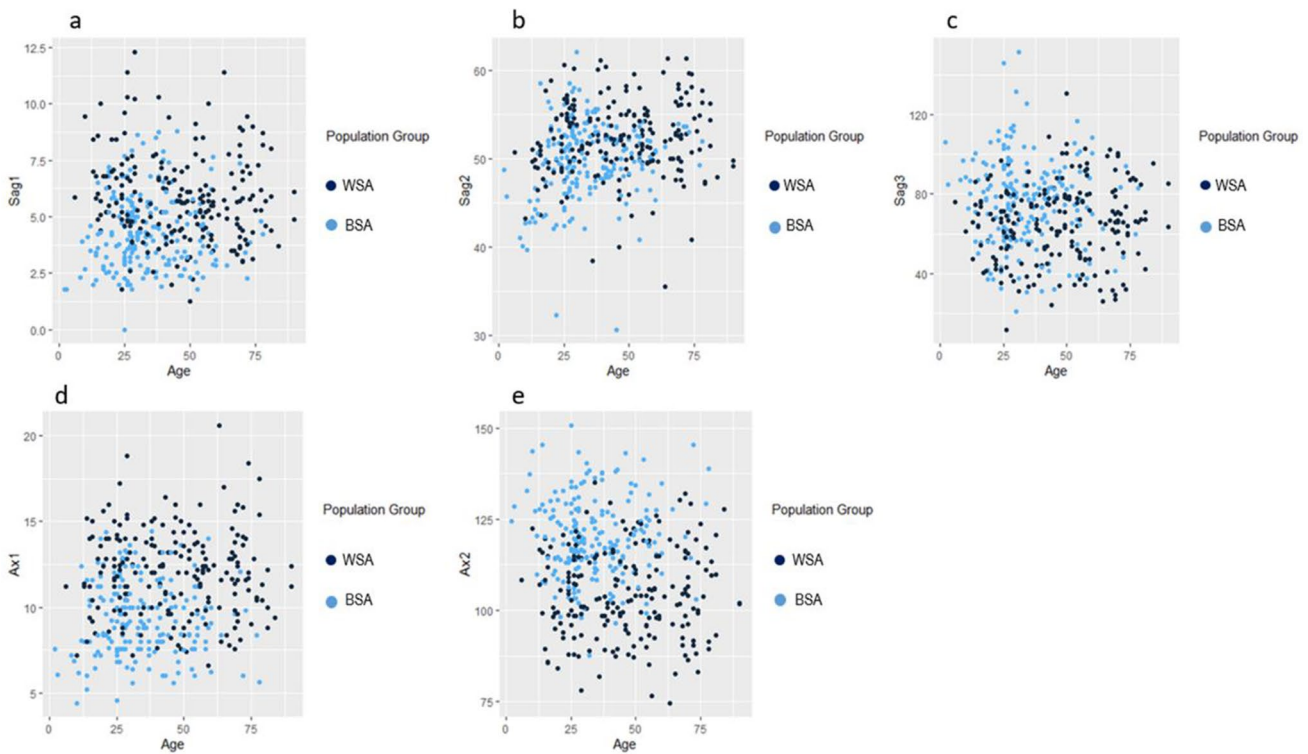 a
12.5
10.0
7.5
5.0
2.5
0.0
Sag1
0 25 50 75
Age
Population Group
WSA
BSA
b
60
50
40
30
Sag2
0 25 50 75
Age
Population Group
WSA
BSA
c
120
80
40
Sag3
0 25 50 75
Age
Population Group
WSA
BSA
d
20
15
10
5
Ax1
0 25 50 75
Age
Population Group
WSA
BSA
e
150
125
100
75
Ax2
0 25 50 75
Age
Population Group
WSA
BSA